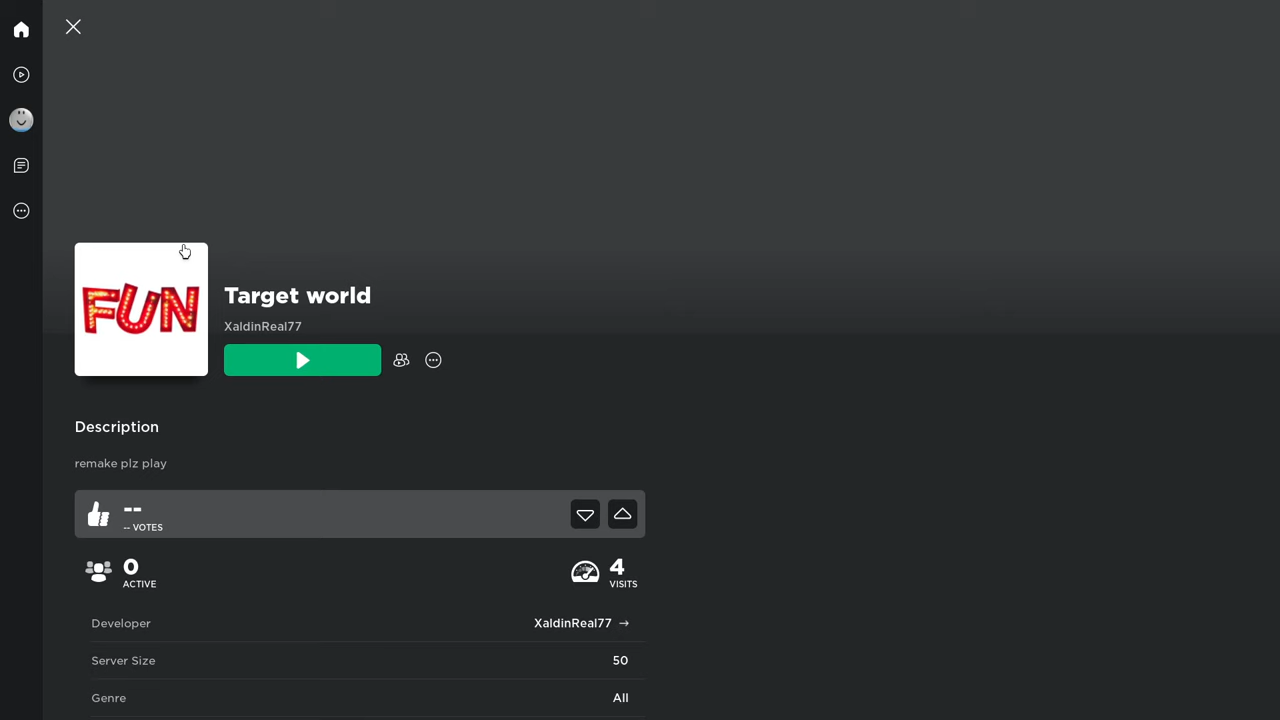 FUN
Target world
XaldinReal77
Description
remake plz play
--
-- VOTES
0
ACTIVE
4
VISITS
Developer
XaldinReal77 →
Server Size
50
Genre
All